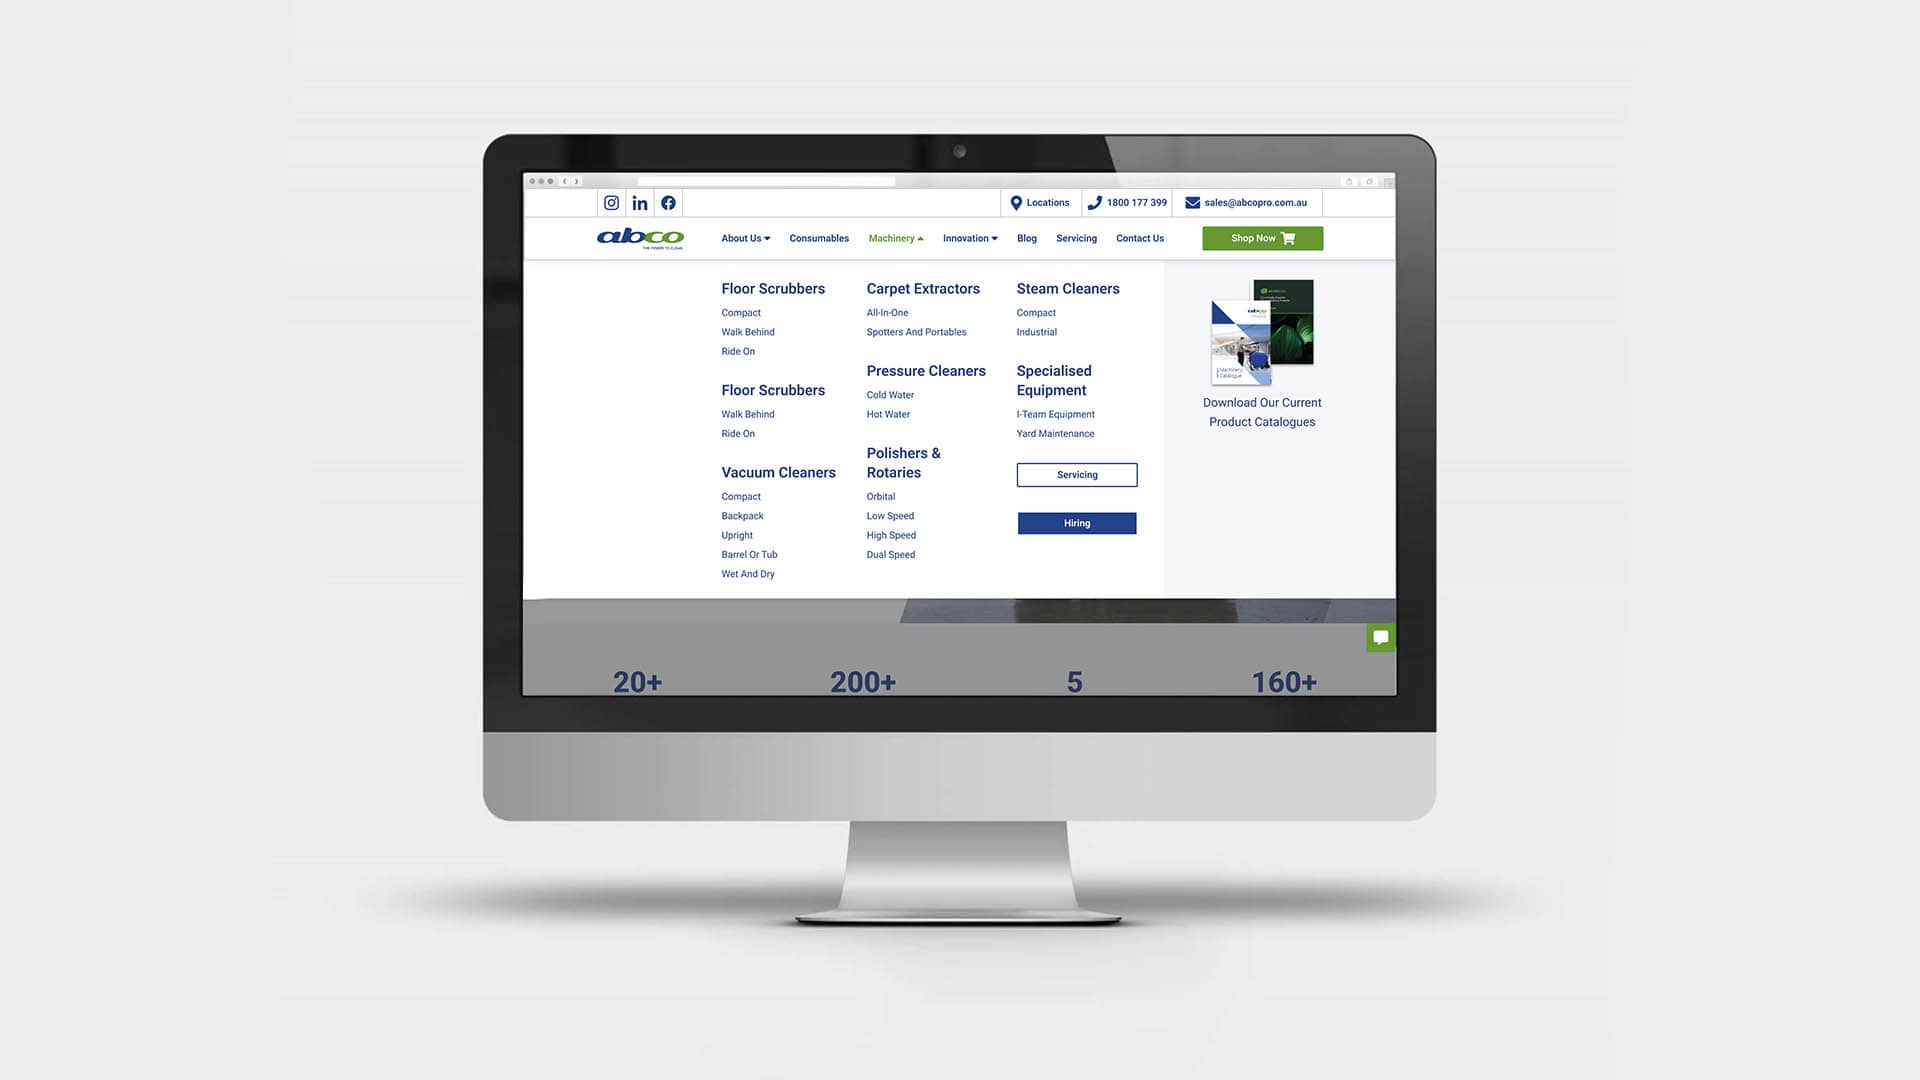 Locations
1800 177 399
sales@abcopro.com.au
abco
THE POWER TO CLEAN
About Us
Consumables
Machinery
Innovation
Blog
Servicing
Contact Us
Shop Now
Floor Scrubbers
Compact
Walk Behind
Ride On
Floor Scrubbers
Walk Behind
Ride On
Vacuum Cleaners
Compact
Backpack
Upright
Barrel Or Tub
Wet And Dry
Carpet Extractors
All-In-One
Spotters And Portables
Pressure Cleaners
Cold Water
Hot Water
Polishers &
Rotaries
Orbital
Low Speed
High Speed
Dual Speed
Steam Cleaners
Compact
Industrial
Specialised
Equipment
I-Team Equipment
Yard Maintenance
Servicing
Hiring
abco
Machinery
Catalogue
Download Our Current
Product Catalogues
20+
200+
5
160+